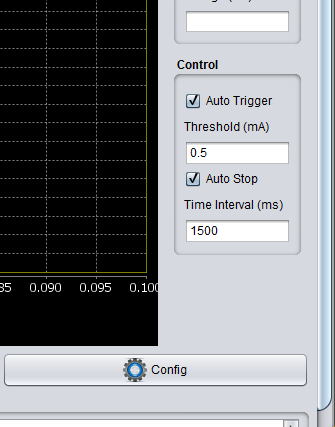 Control
Auto Trigger
Threshold (mA)
0.5
Auto Stop
Time Interval (ms)
1500
85 0.090 0.095 0.100
Config